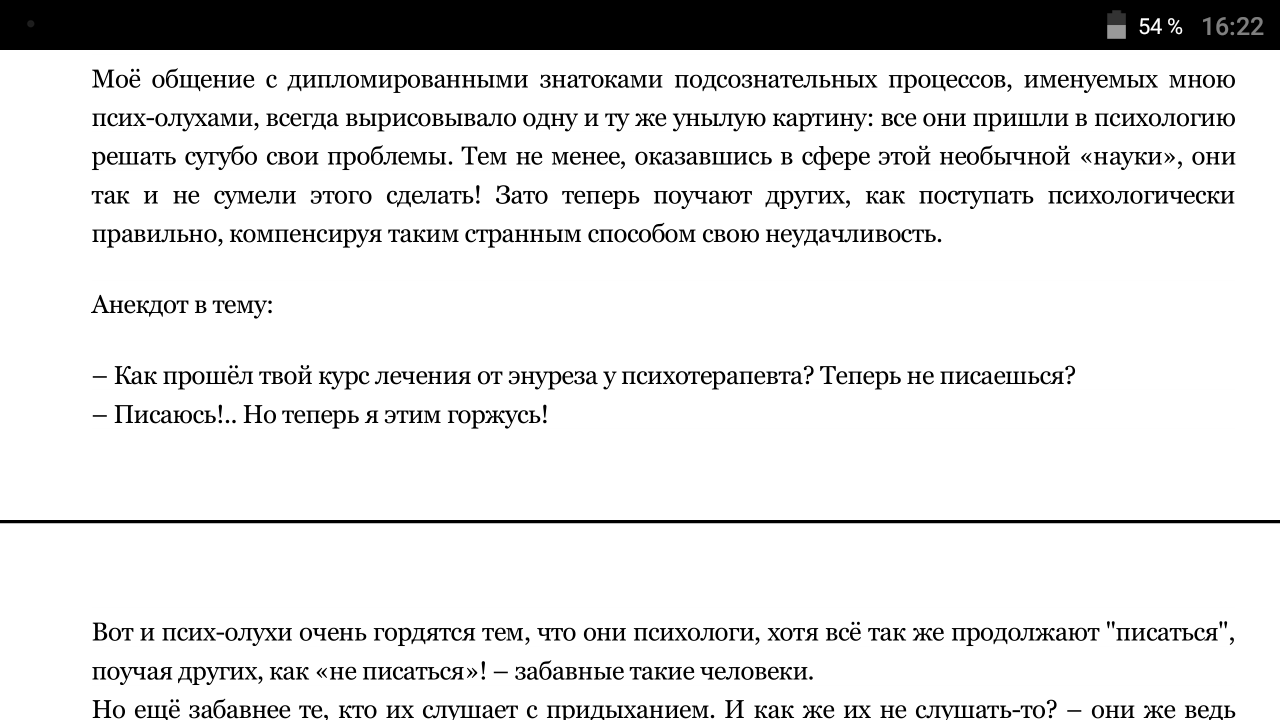 54 % 16:22
Моё общение с дипломированными знатоками подсознательных процессов, именуемых мною
псих-олухами, всегда вырисовывало одну и ту же унылую картину: все они пришли в психологию
решать сугубо свои проблемы. Тем не менее, оказавшись в сфере этой необычной «науки», они
так и не сумели этого сделать! Зато теперь поучают других, как поступать психологически
правильно, компенсируя таким странным способом свою неудачливость.
Анекдот в тему:
– Как прошёл твой курс лечения от энуреза у психотерапевта? Теперь не писаешься?
– Писаюсь!.. Но теперь я этим горжусь!
Вот и псих-олухи очень гордятся тем, что они психологи, хотя всё так же продолжают "писаться",
поучая других, как «не писаться»! – забавные такие человеки.
Но ещё забавнее те, кто их слушает с придыханием. И как же их не слушать-то? – они же ведь